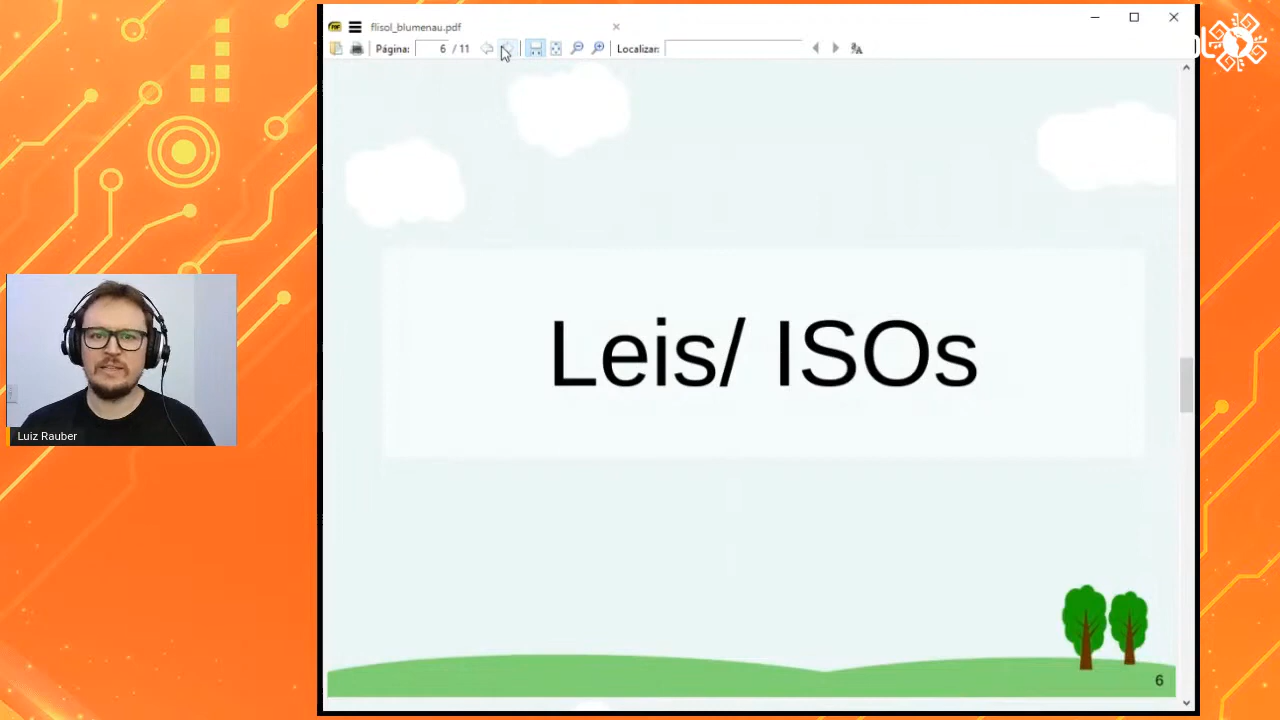 flisol_blumenau.pdf
Página: 6 / 11 Localizar:
Leis/ ISOs
Luiz Rauber
6